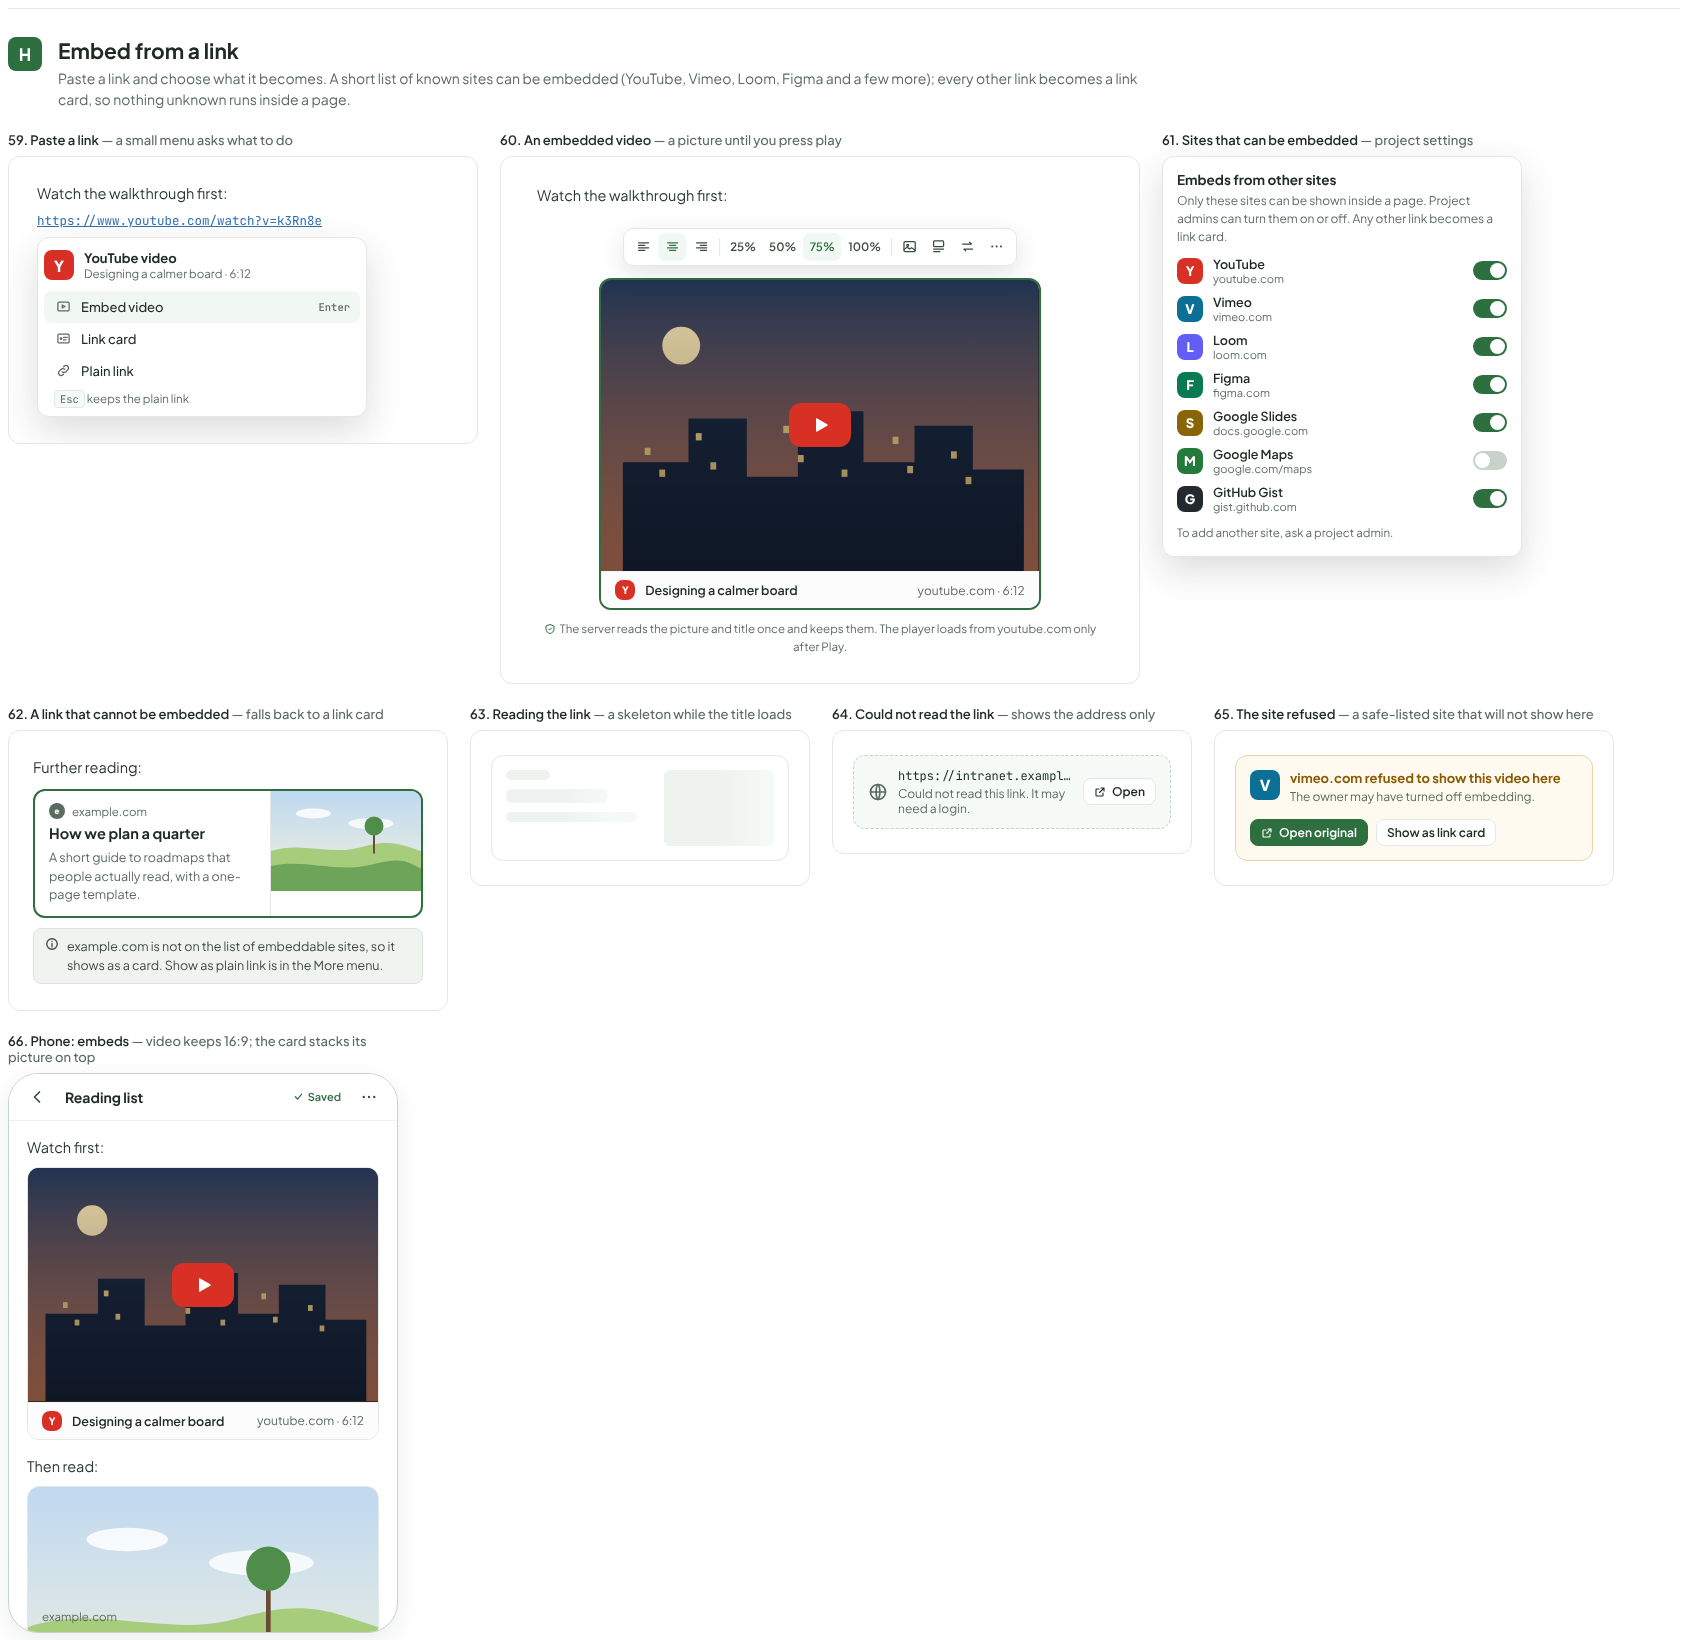 H
Embed from a link
Paste a link and choose what it becomes. A short list of known sites can be embedded (YouTube, Vimeo, Loom, Figma and a few more); every other link becomes a link
card, so nothing unknown runs inside a page.
59. Paste a link — a small menu asks what to do
Watch the walkthrough first:
https://www.youtube.com/watch?v=k3Rn8e
Y
YouTube video
Designing a calmer board · 6:12
Embed video Enter
Link card
Plain link
Esc keeps the plain link
60. An embedded video — a picture until you press play
Watch the walkthrough first:
25% 50% 75% 100%
Y Designing a calmer board youtube.com · 6:12
The server reads the picture and title once and keeps them. The player loads from youtube.com only
after Play.
61. Sites that can be embedded — project settings
Embeds from other sites
Only these sites can be shown inside a page. Project
admins can turn them on or off. Any other link becomes a
link card.
Y YouTube
youtube.com
V Vimeo
vimeo.com
L Loom
loom.com
F Figma
figma.com
S Google Slides
docs.google.com
M Google Maps
google.com/maps
G GitHub Gist
gist.github.com
To add another site, ask a project admin.
62. A link that cannot be embedded — falls back to a link card
Further reading:
e example.com
How we plan a quarter
A short guide to roadmaps that
people actually read, with a one-
page template.
example.com is not on the list of embeddable sites, so it
shows as a card. Show as plain link is in the More menu.
63. Reading the link — a skeleton while the title loads
64. Could not read the link — shows the address only
https://intranet.exampl…
Could not read this link. It may
need a login.
Open
65. The site refused — a safe-listed site that will not show here
V
vimeo.com refused to show this video here
The owner may have turned off embedding.
Open original Show as link card
66. Phone: embeds — video keeps 16:9; the card stacks its
picture on top
Reading list Saved
Watch first:
Y Designing a calmer board youtube.com · 6:12
Then read:
example.com